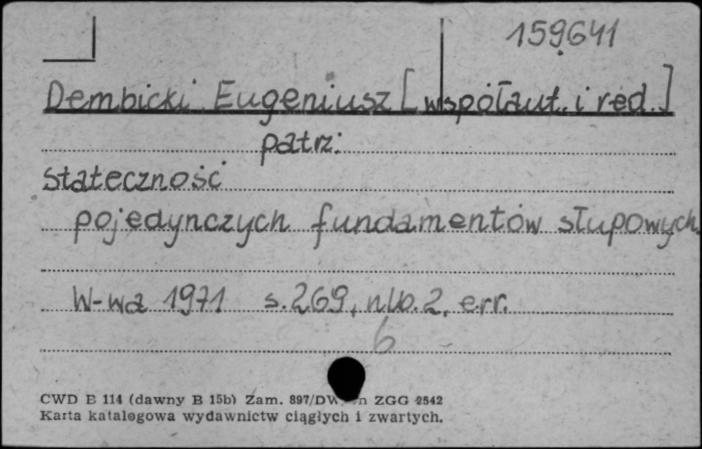 159641
Dembicki Eugeniusz [współaut. i red.]
patrz:
stateczność
pojedynczych fundamentów słupowych.
W-wa 1971 s. 269, nlb. 2, err.
6
CWD E 114 (dawny B 15b) Zam. 897/DW n ZGG 2542
Karta katalogowa wydawnictw ciągłych i zwartych.